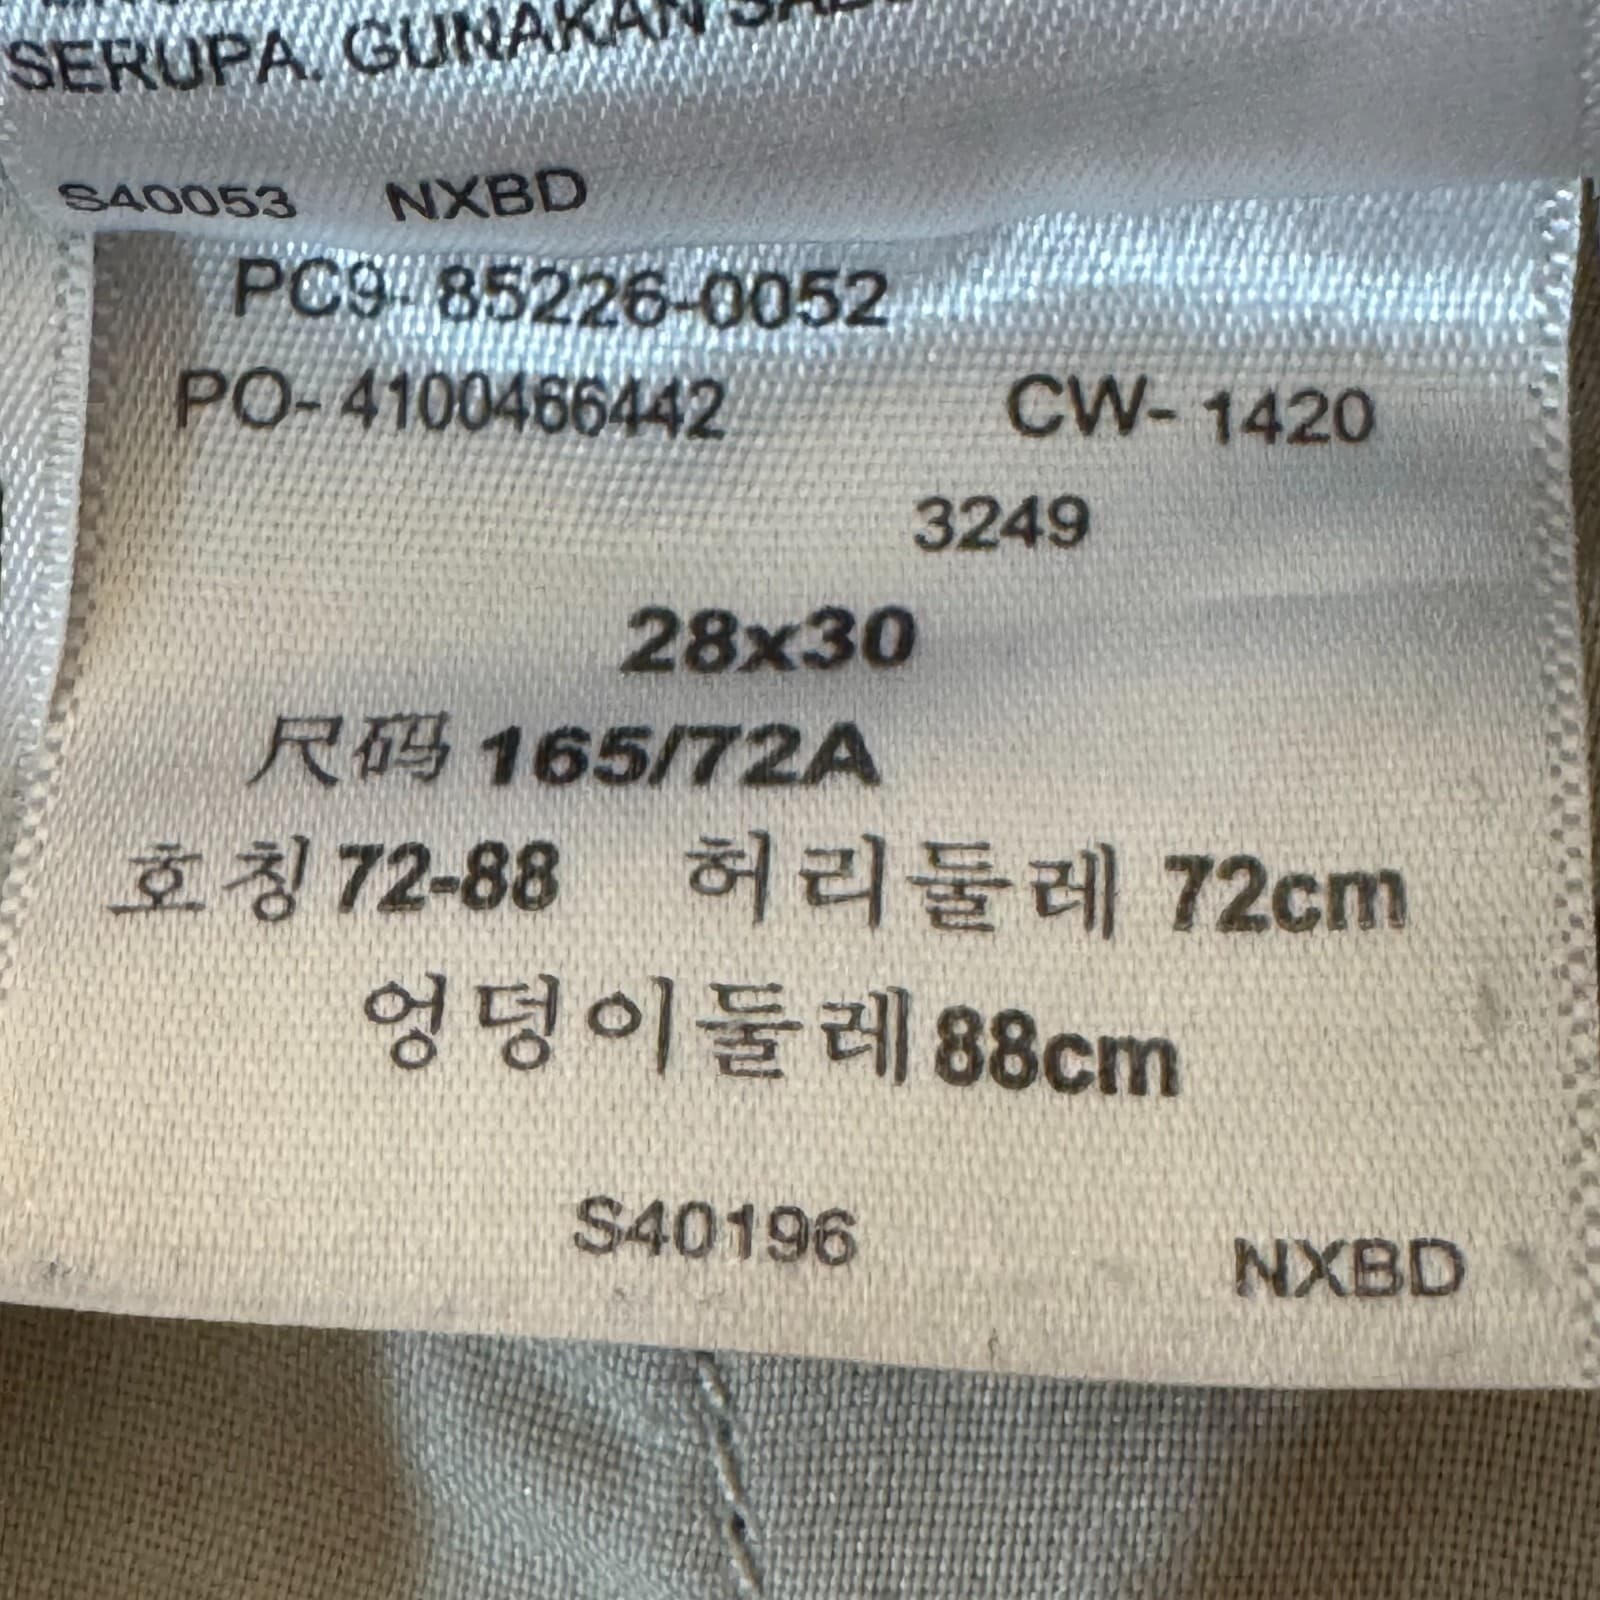 SERUPA. GUNAKAN
S40053 NXBD
PC9- 85226-0052
PO- 4100466442 CW- 1420
3249
28x30
尺码 165/72A
호칭 72-88 허리둘레 72cm
엉덩이둘레 88cm
S40196 NXBD